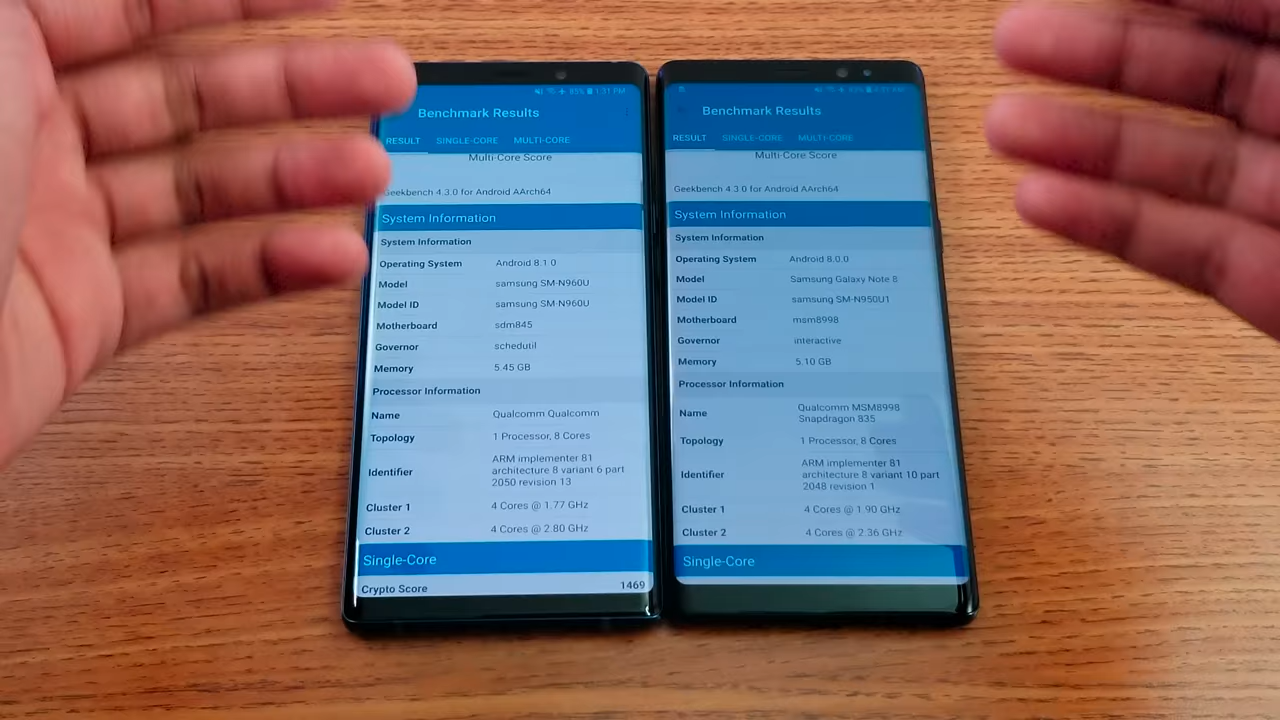 85% 1:31 PM
Benchmark Results
RESULT SINGLE-CORE MULTI-CORE
Multi-Core Score
Geekbench 4.3.0 for Android AArch64
System Information
System Information
Operating System Android 8.1 0
Model samsung SM-N960U
Model ID samsung SM-N960U
Motherboard sdm845
Governor schedutil
Memory 5.45 GB
Processor Information
Name Qualcomm Qualcomm
Topology 1 Processor, 8 Cores
Identifier ARM implementer 81
architecture 8 variant 6 part
2050 revision 13
Cluster 1 4 Cores @ 1.77 GHz
Cluster 2 4 Cores @ 2.80 GHz
Single-Core
Crypto Score 1469
Benchmark Results
RESULT SINGLE-CORE MULTI-CORE
Multi-Core Score
Geekbench 4.3.0 for Android AArch64
System Information
System Information
Operating System Android 8.0.0
Model Samsung Galaxy Note 8
Model ID samsung SM-N950U1
Motherboard msm8998
Governor interactive
Memory 5.10 GB
Processor Information
Name Qualcomm MSM8998
Snapdragon 835
Topology 1 Processor, 8 Cores
Identifier ARM implementer 81
architecture 8 variant 10 part
2048 revision 1
Cluster 1 4 Cores @ 1.90 GHz
Cluster 2 4 Cores @ 2.36 GHz
Single-Core